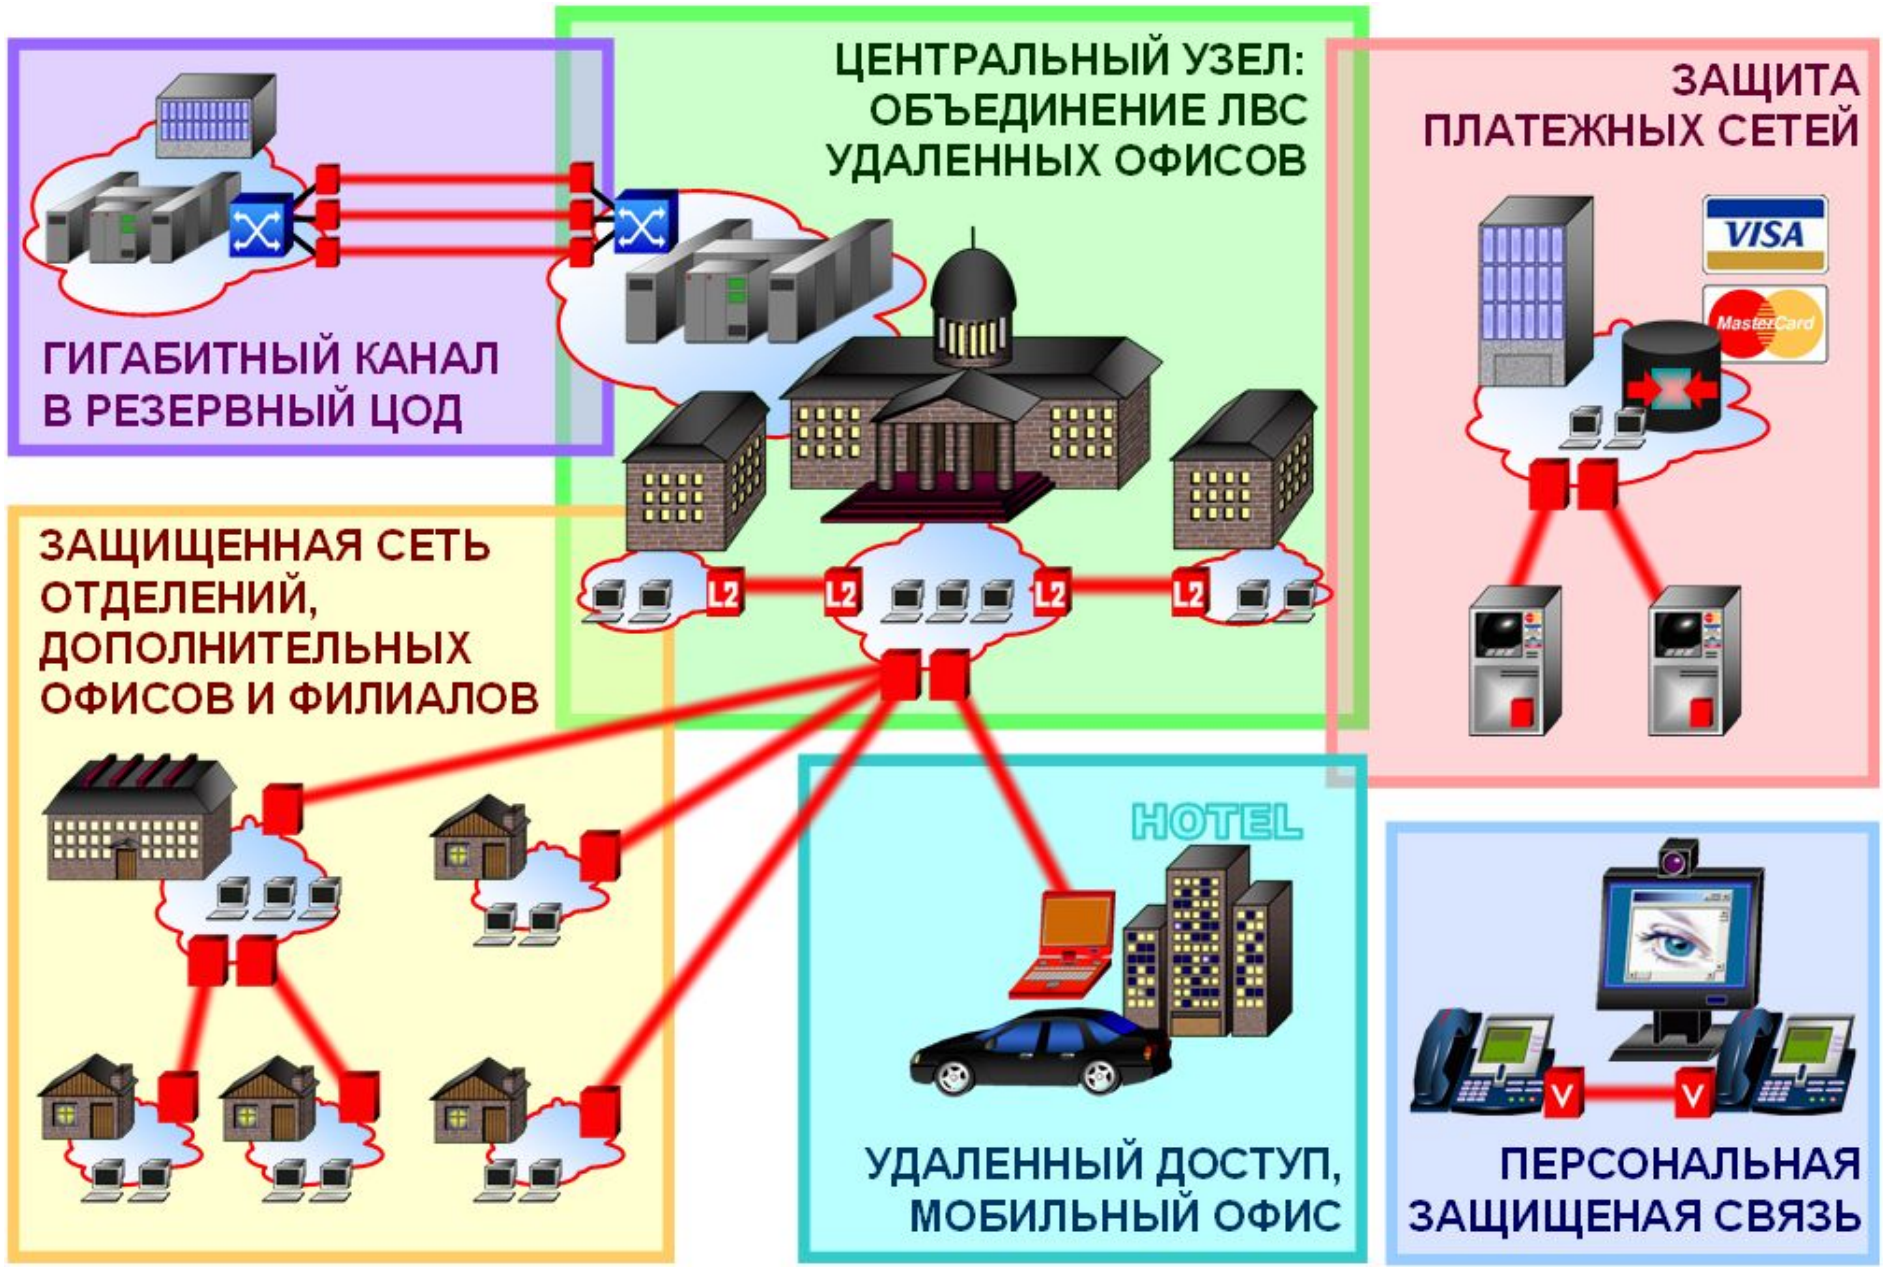 ЦЕНТРАЛЬНЫЙ УЗЕЛ:
ОБЪЕДИНЕНИЕ ЛВС
УДАЛЕННЫХ ОФИСОВ
ЗАЩИТА
ПЛАТЕЖНЫХ СЕТЕЙ
VISA
MasterCard
ГИГАБИТНЫЙ КАНАЛ
В РЕЗЕРВНЫЙ ЦОД
ЗАЩИЩЕННАЯ СЕТЬ
ОТДЕЛЕНИЙ,
ДОПОЛНИТЕЛЬНЫХ
ОФИСОВ И ФИЛИАЛОВ
L2 L2 L2 L2
HOTEL
УДАЛЕННЫЙ ДОСТУП,
МОБИЛЬНЫЙ ОФИС
V V
ПЕРСОНАЛЬНАЯ
ЗАЩИЩЕНАЯ СВЯЗЬ